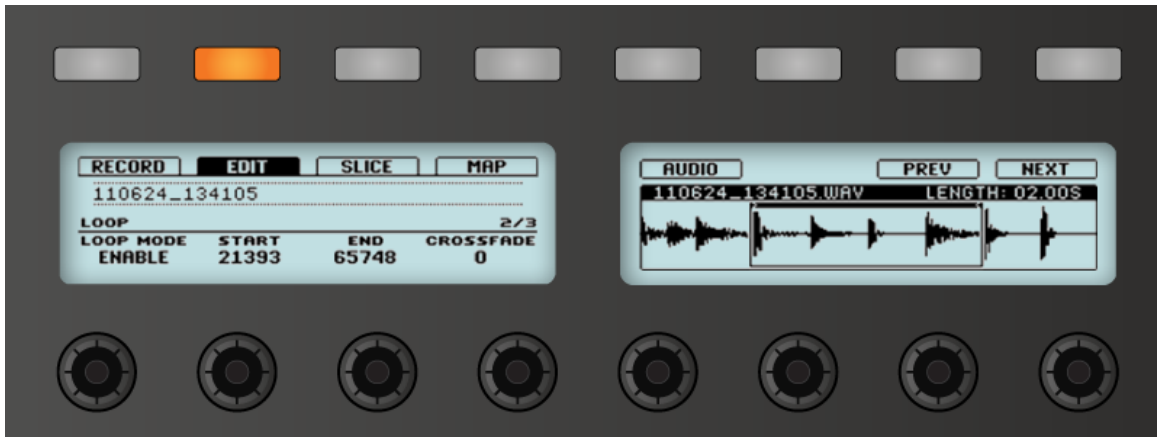 RECORD EDIT SLICE MAP
110624_134105
LOOP 2/3
LOOP MODE START END CROSSFADE
ENABLE 21393 65748 0
AUDIO PREV NEXT
110624_134105.WAV LENGTH: 02.00S